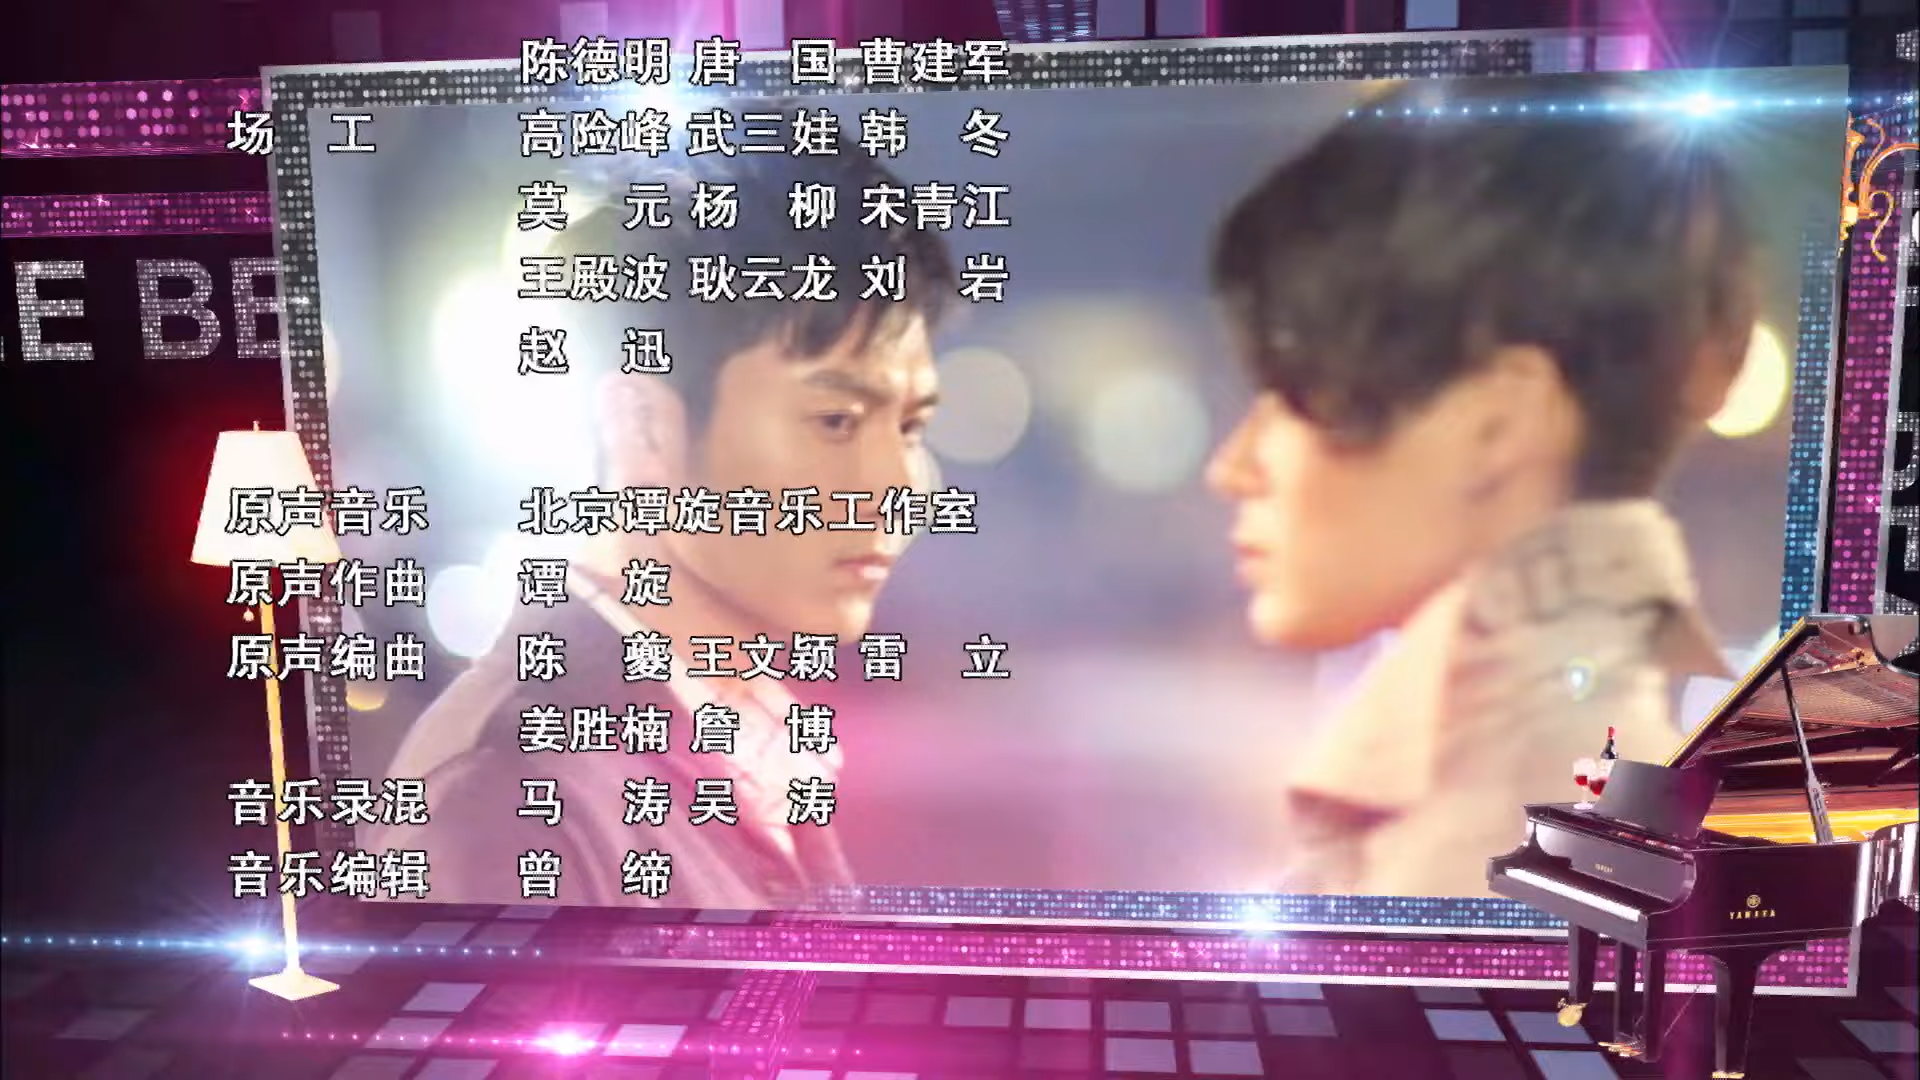 陈德明 唐 国 曹建军
场 工 高险峰 武三娃 韩 冬
莫 元 杨 柳 宋青江
王殿波 耿云龙 刘 岩
赵 迅
E BE
原声音乐 北京谭旋音乐工作室
原声作曲 谭 旋
原声编曲 陈 夔 王文颖 雷 立
姜胜楠 詹 博
音乐录混 马 涛 吴 涛
音乐编辑 曾 缔
YAMAHA